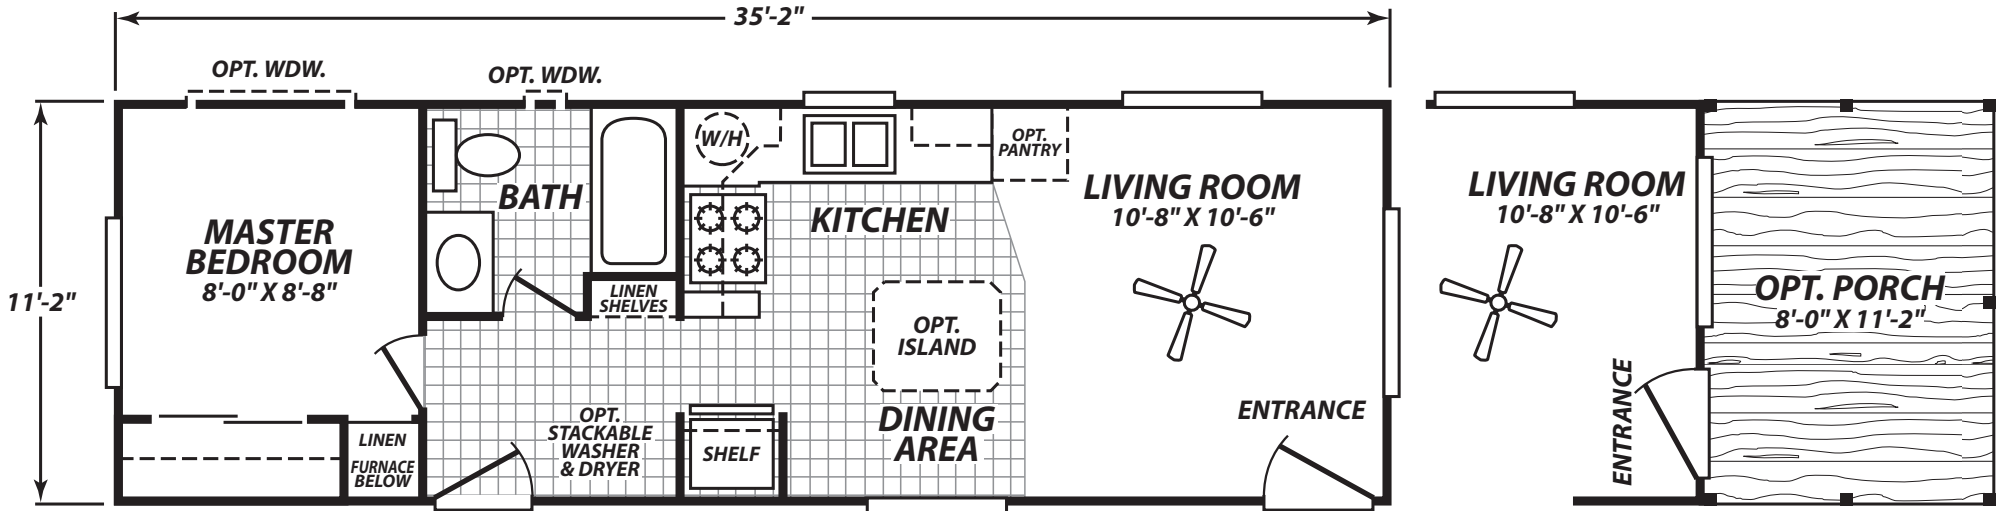 35'-2"
OPT. WDW.
OPT. WDW.
11'-2"
MASTER
BEDROOM
8'-0" X 8'-8"
LINEN
FURNACE
BELOW
BATH
LINEN
SHELVES
OPT.
STACKABLE
WASHER
& DRYER
W/H
KITCHEN
OPT.
PANTRY
OPT.
ISLAND
SHELF
DINING
AREA
LIVING ROOM
10'-8" X 10'-6"
ENTRANCE
LIVING ROOM
10'-8" X 10'-6"
ENTRANCE
OPT. PORCH
8'-0" X 11'-2"